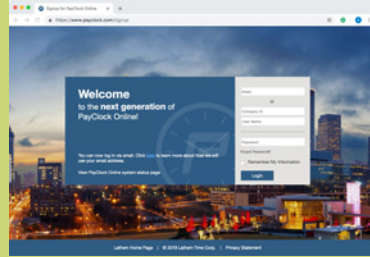 Signup for PayClock Online
https://www.payclock.com/signup
Welcome
to the next generation of
PayClock Online!
You can now log in via email. Click here to learn more about how we will
use your email address.
View PayClock Online system status page
Email
or
Company ID
User Name
Password
Forgot Password?
Remember My Information
Login
Lathem Home Page | © 2019 Lathem Time Corp. | Privacy Statement